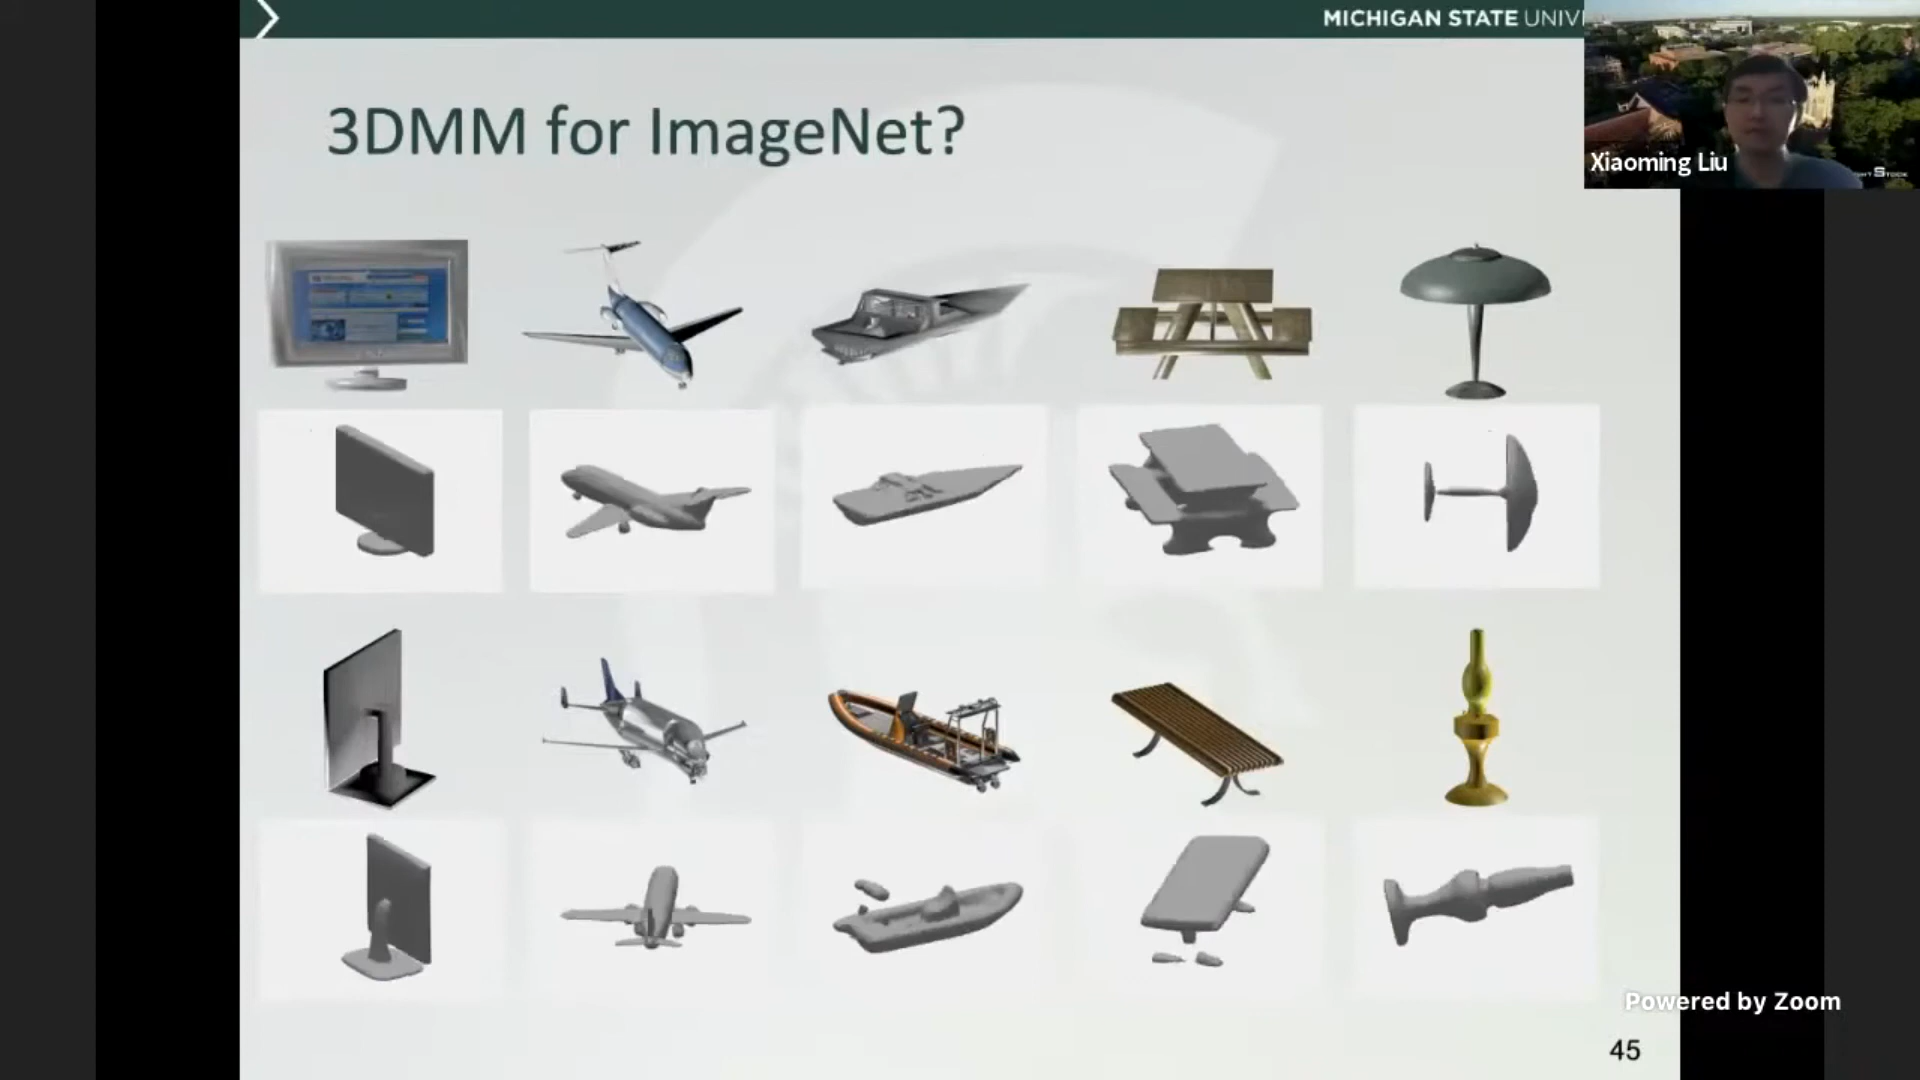 MICHIGAN STATE UNIV
3DMM for ImageNet?
Xiaoming Liu
Powered by Zoom
45